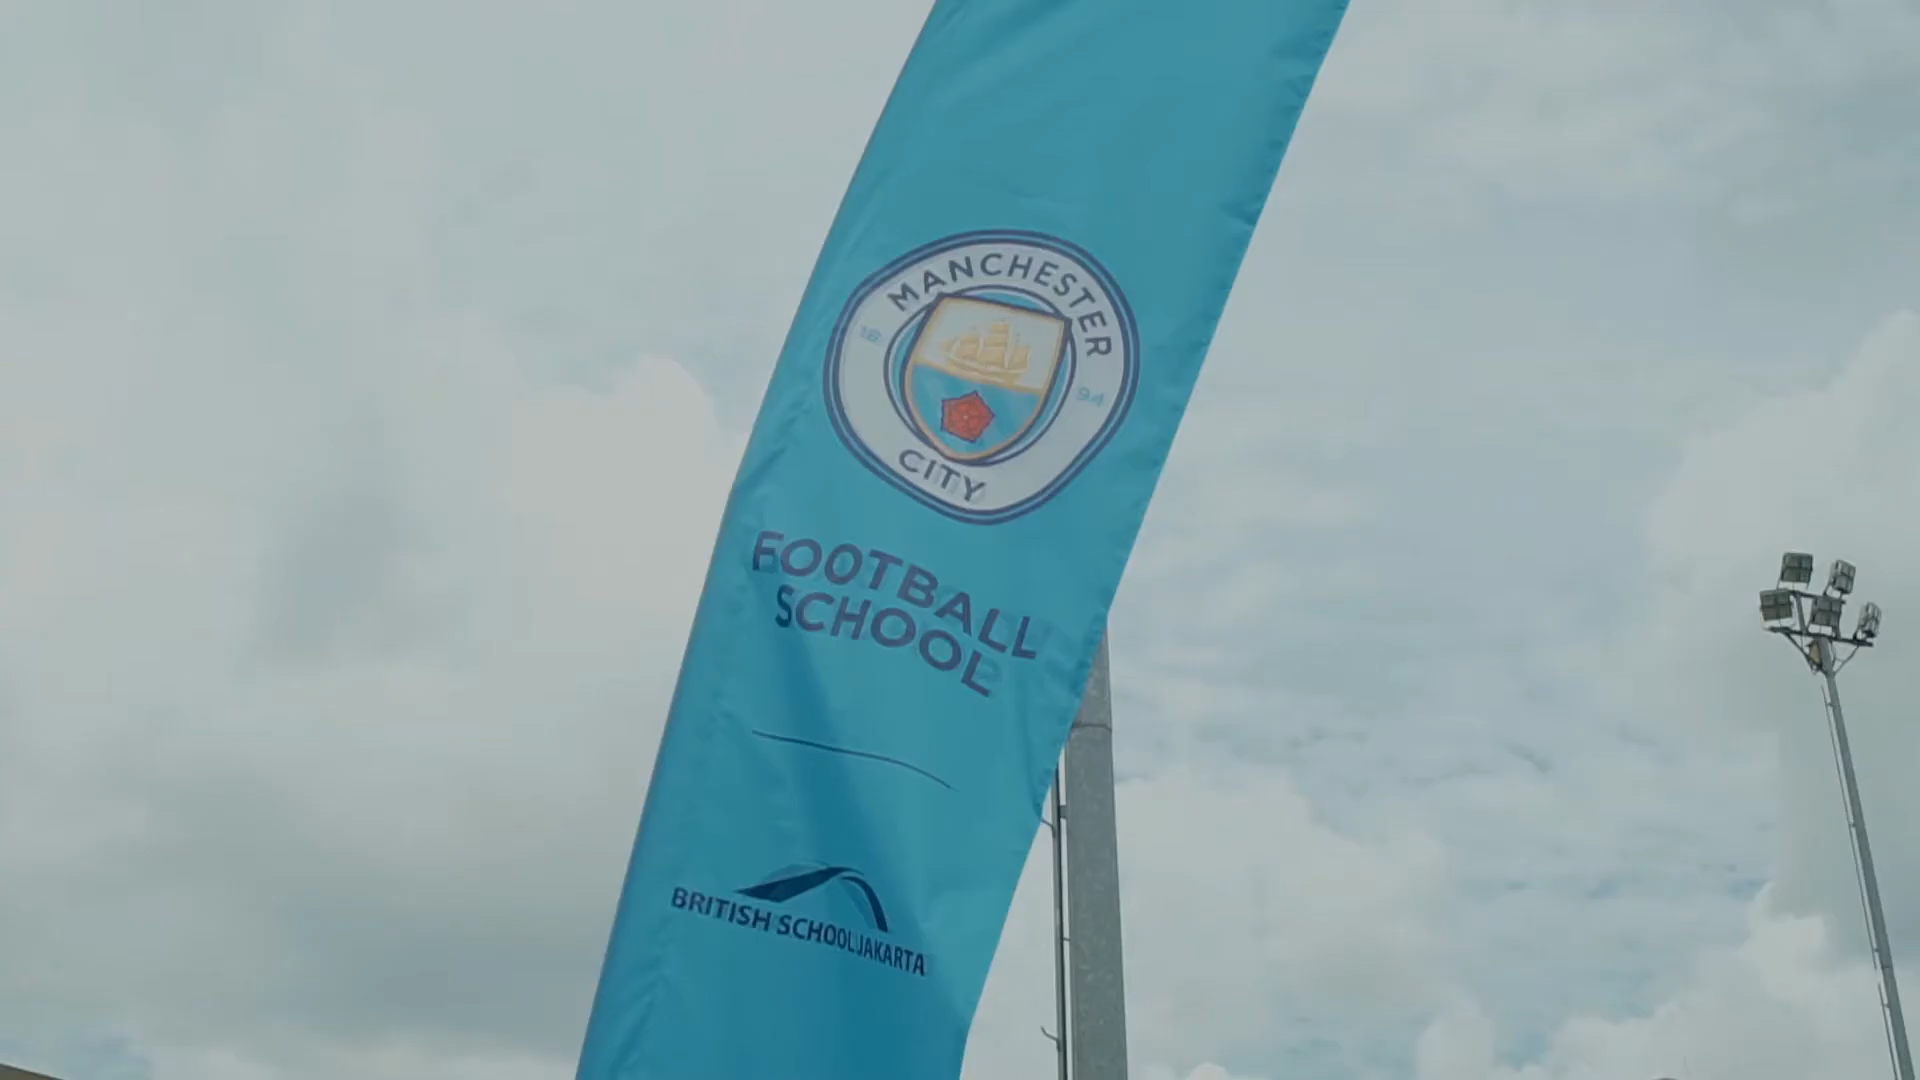 MANCHESTER
18 94
CITY
FOOTBALL
SCHOOL
BRITISH SCHOOL JAKARTA